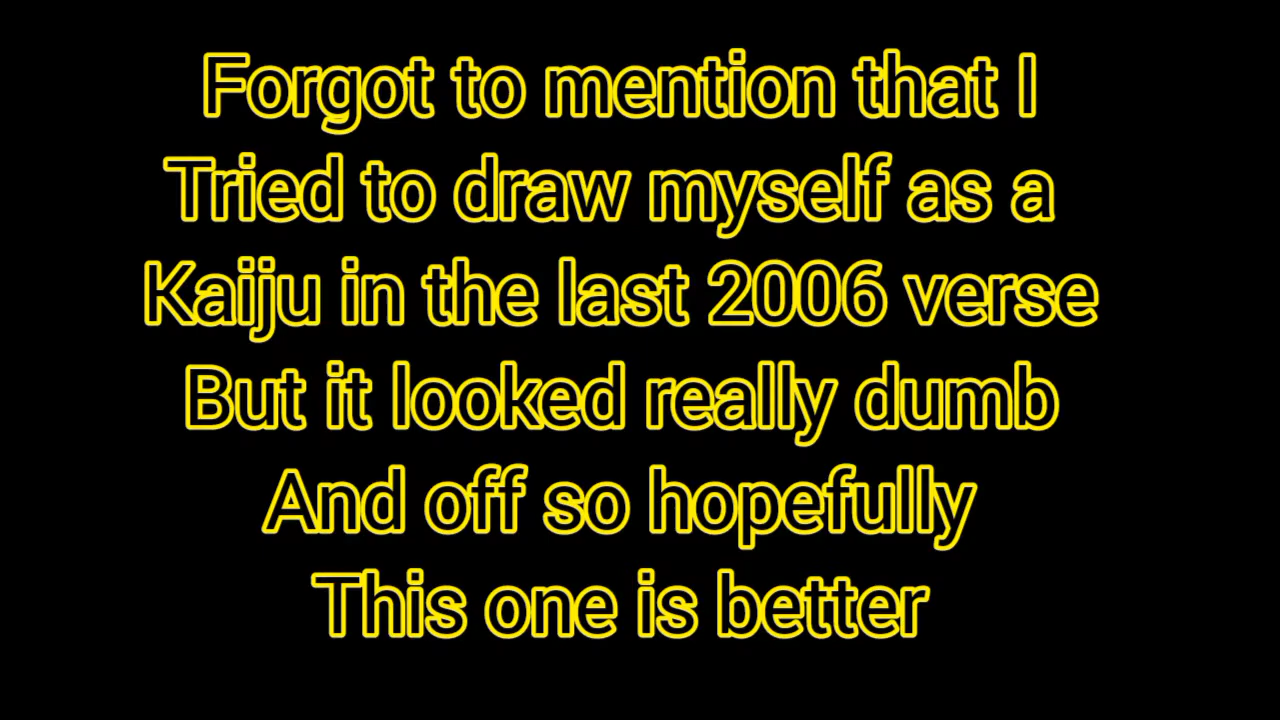 Forgot to mention that I
Tried to draw myself as a
Kaiju in the last 2006 verse
But it looked really dumb
And off so hopefully
This one is better